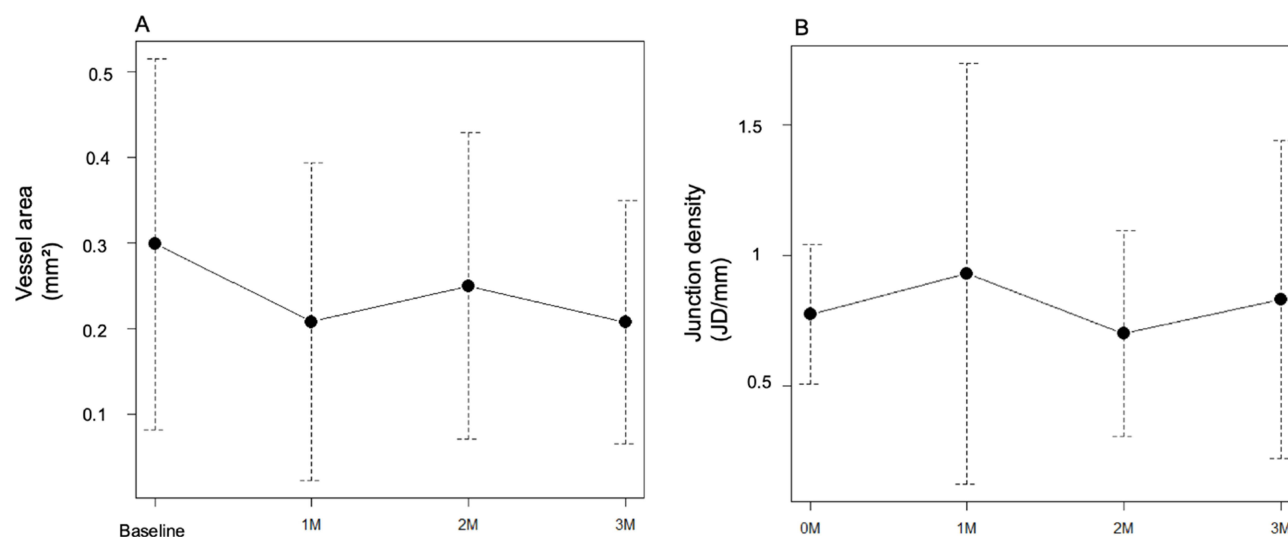 A
Vessel area
(mm²)
0.5
0.4
0.3
0.2
0.1
Baseline
1M
2M
3M
B
Junction density
(JD/mm)
1.5
1
0.5
0M
1M
2M
3M